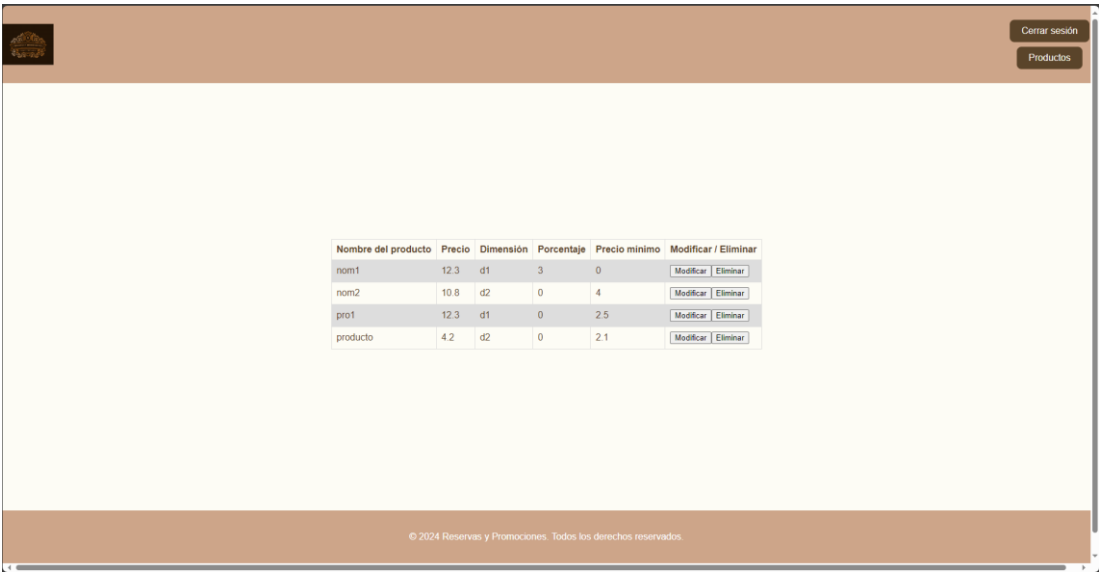 Cerrar sesión
Productos
Nombre del producto Precio Dimensión Porcentaje Precio minimo Modificar / Eliminar
nom1 12.3 d1 3 0 Modificar Eliminar
nom2 10.8 d2 0 4 Modificar Eliminar
pro1 12.3 d1 0 2.5 Modificar Eliminar
producto 4.2 d2 0 2.1 Modificar Eliminar
© 2024 Reservas y Promociones. Todos los derechos reservados.